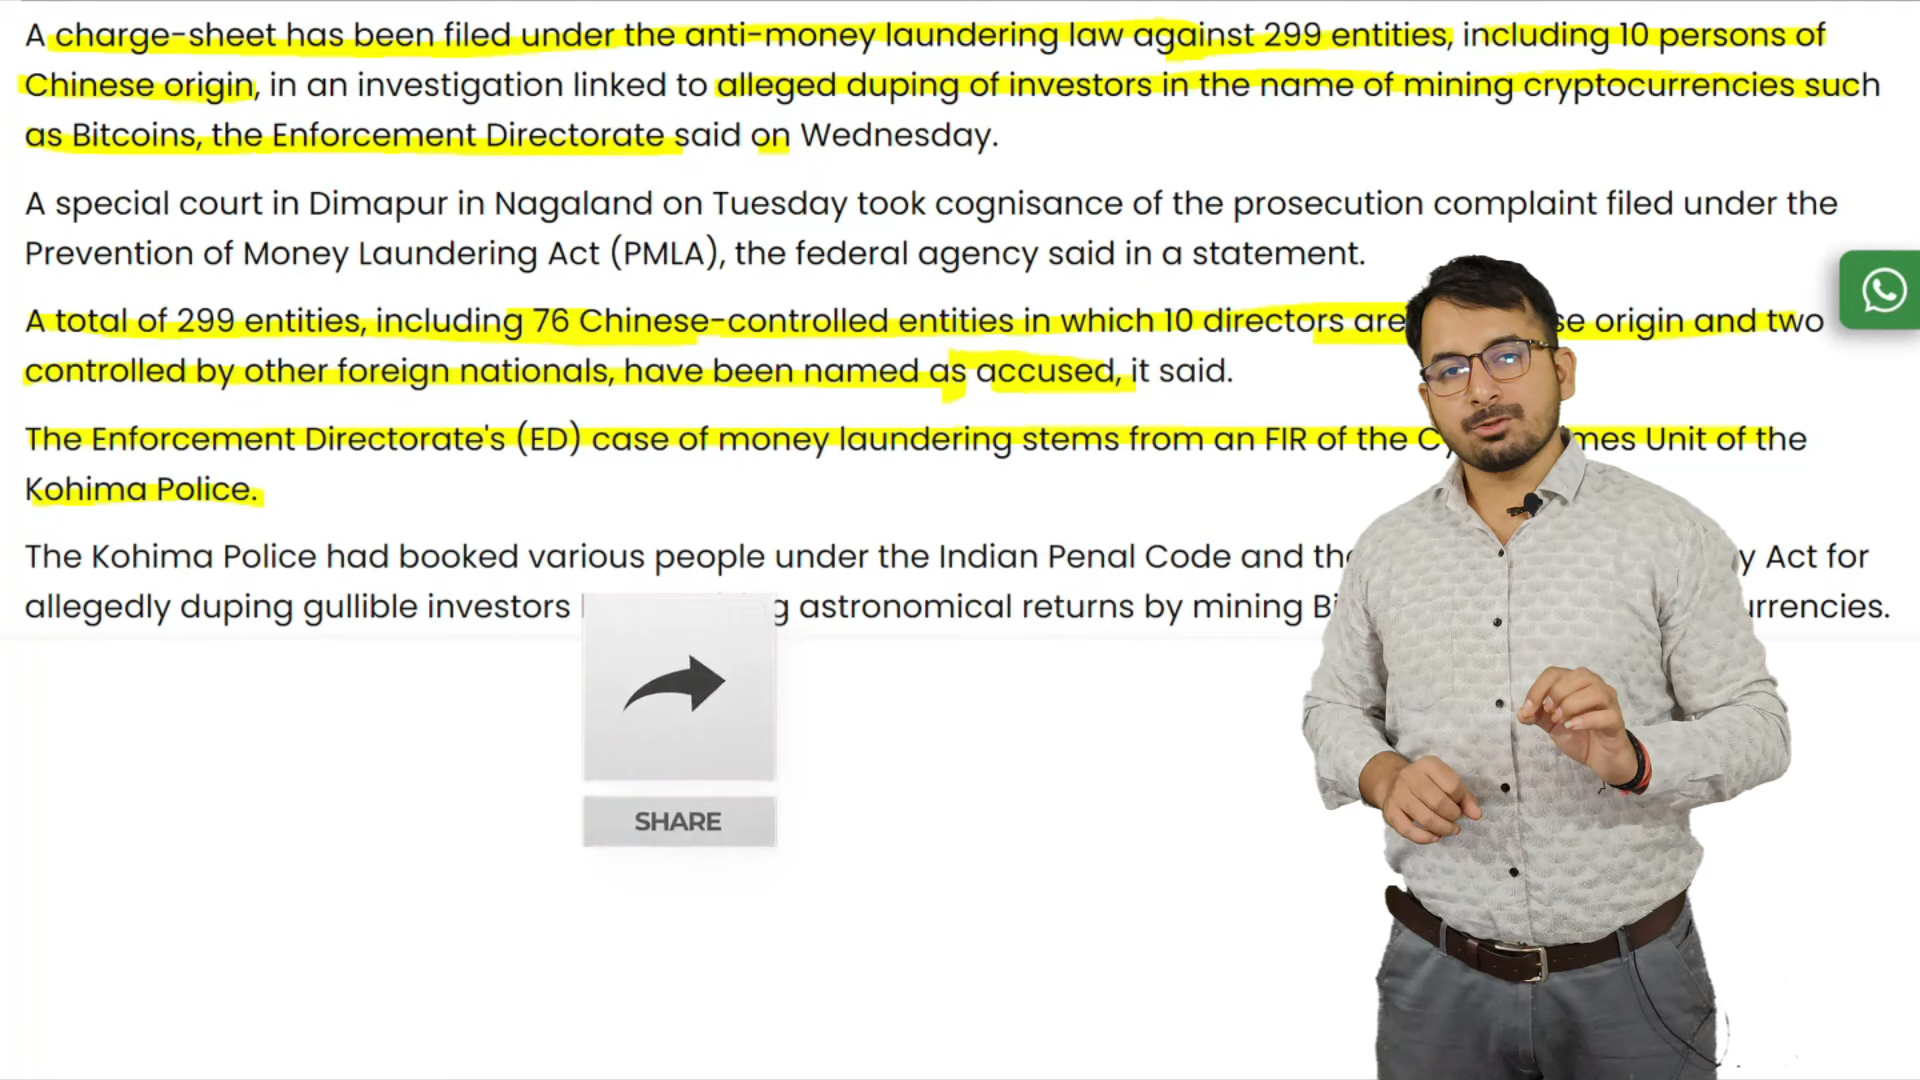 A charge-sheet has been filed under the anti-money laundering law against 299 entities, including 10 persons of
Chinese origin, in an investigation linked to alleged duping of investors in the name of mining cryptocurrencies such
as Bitcoins, the Enforcement Directorate said on Wednesday.
A special court in Dimapur in Nagaland on Tuesday took cognisance of the prosecution complaint filed under the
Prevention of Money Laundering Act (PMLA), the federal agency said in a statement.
A total of 299 entities, including 76 Chinese-controlled entities in which 10 directors are origin and two
controlled by other foreign nationals, have been named as accused, it said.
The Enforcement Directorate's (ED) case of money laundering stems from an FIR of the Unit of the
Kohima Police.
The Kohima Police had booked various people under the Indian Penal Code and Act for
allegedly duping gullible investors astronomical returns by mining
SHARE